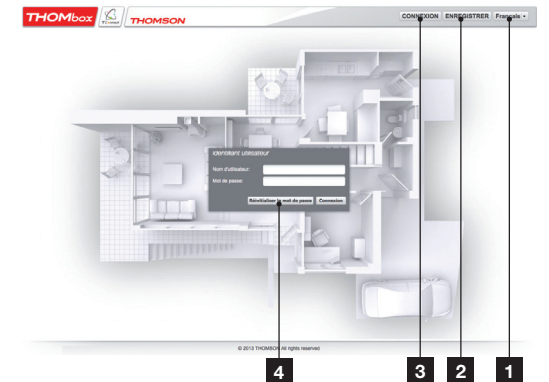 THOMbox THOMSON CONNEXION ENREGISTRER Français
Identifiant utilisateur
Nom d'utilisateur:
Mot de passe:
Réinitialiser le mot de passe Connexion
© 2013 THOMSON All rights reserved
4 3 2 1